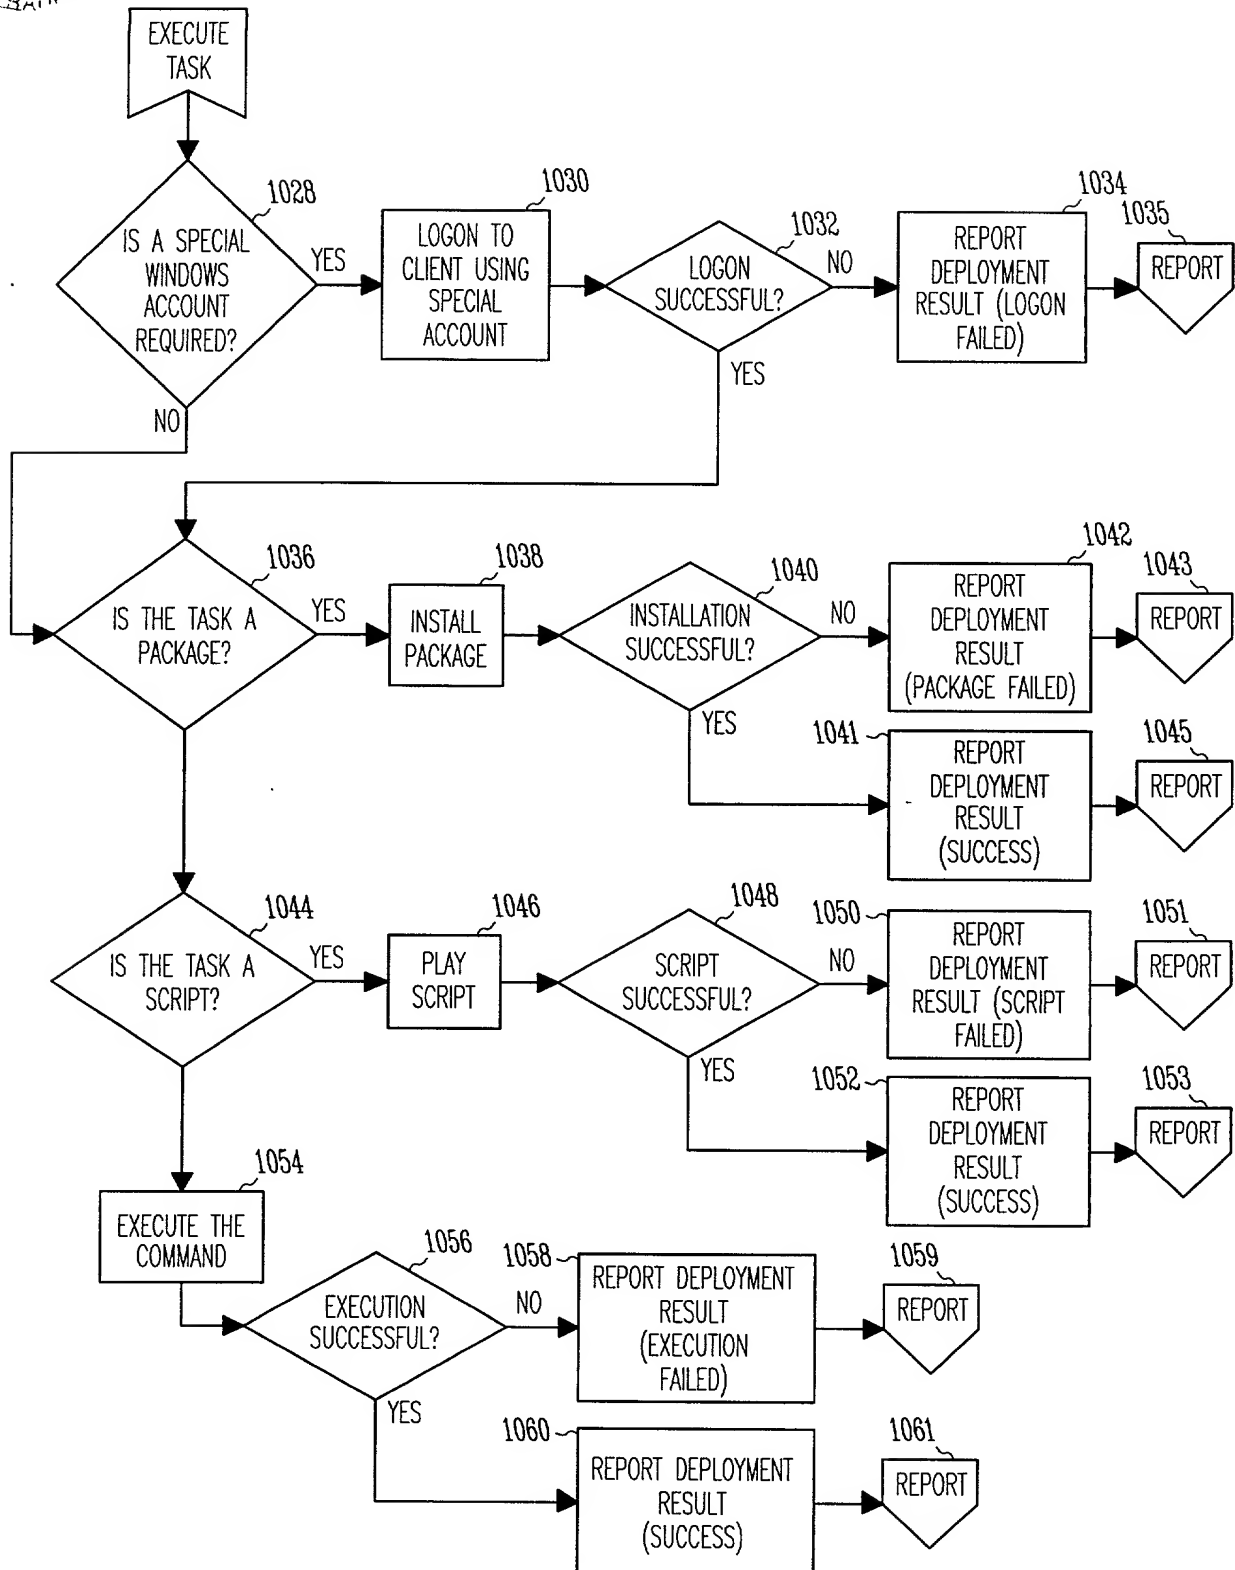 EXECUTE
TASK
1028
IS A SPECIAL
WINDOWS
ACCOUNT
REQUIRED?
YES
NO
1030
LOGON TO
CLIENT USING
SPECIAL
ACCOUNT
1032
LOGON
SUCCESSFUL?
NO
YES
1034
REPORT
DEPLOYMENT
RESULT (LOGON
FAILED)
1035
REPORT
1036
IS THE TASK A
PACKAGE?
YES
1038
INSTALL
PACKAGE
1040
INSTALLATION
SUCCESSFUL?
NO
YES
1042
REPORT
DEPLOYMENT
RESULT
(PACKAGE FAILED)
1043
REPORT
1041
REPORT
DEPLOYMENT
RESULT
(SUCCESS)
1045
REPORT
1044
IS THE TASK A
SCRIPT?
YES
1046
PLAY
SCRIPT
1048
SCRIPT
SUCCESSFUL?
NO
YES
1050
REPORT
DEPLOYMENT
RESULT (SCRIPT
FAILED)
1051
REPORT
1052
REPORT
DEPLOYMENT
RESULT
(SUCCESS)
1053
REPORT
1054
EXECUTE THE
COMMAND
1056
EXECUTION
SUCCESSFUL?
NO
YES
1058
REPORT DEPLOYMENT
RESULT
(EXECUTION
FAILED)
1059
REPORT
1060
REPORT DEPLOYMENT
RESULT
(SUCCESS)
1061
REPORT